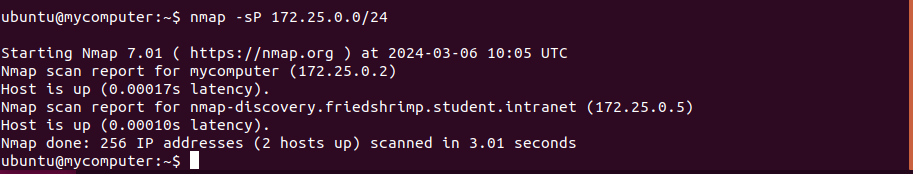 ubuntu@mycomputer:~$ nmap -sP 172.25.0.0/24
Starting Nmap 7.01 ( https://nmap.org ) at 2024-03-06 10:05 UTC
Nmap scan report for mycomputer (172.25.0.2)
Host is up (0.00017s latency).
Nmap scan report for nmap-discovery.friedshrimp.student.intranet (172.25.0.5)
Host is up (0.00010s latency).
Nmap done: 256 IP addresses (2 hosts up) scanned in 3.01 seconds
ubuntu@mycomputer:~$